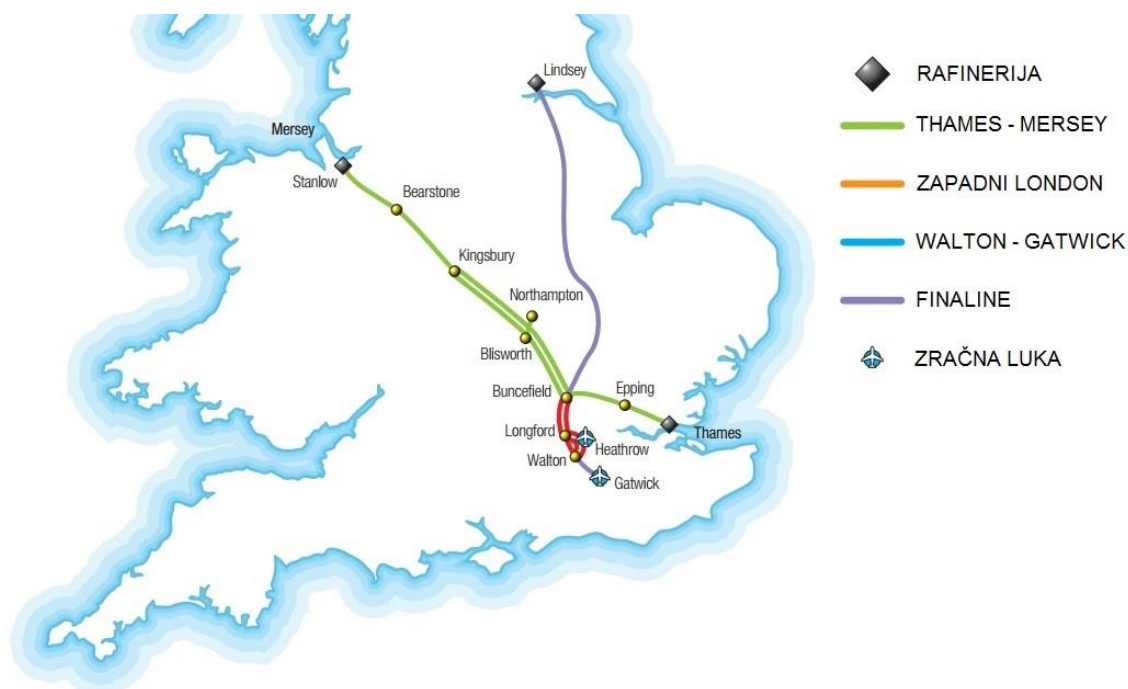 Lindsey
Mersey
Stanlow
Bearstone
Kingsbury
Northampton
Blisworth
Buncefield
Epping
Longford
Thames
Heathrow
Walton
Gatwick
RAFINERIJA
THAMES - MERSEY
ZAPADNI LONDON
WALTON - GATWICK
FINALINE
ZRAČNA LUKA